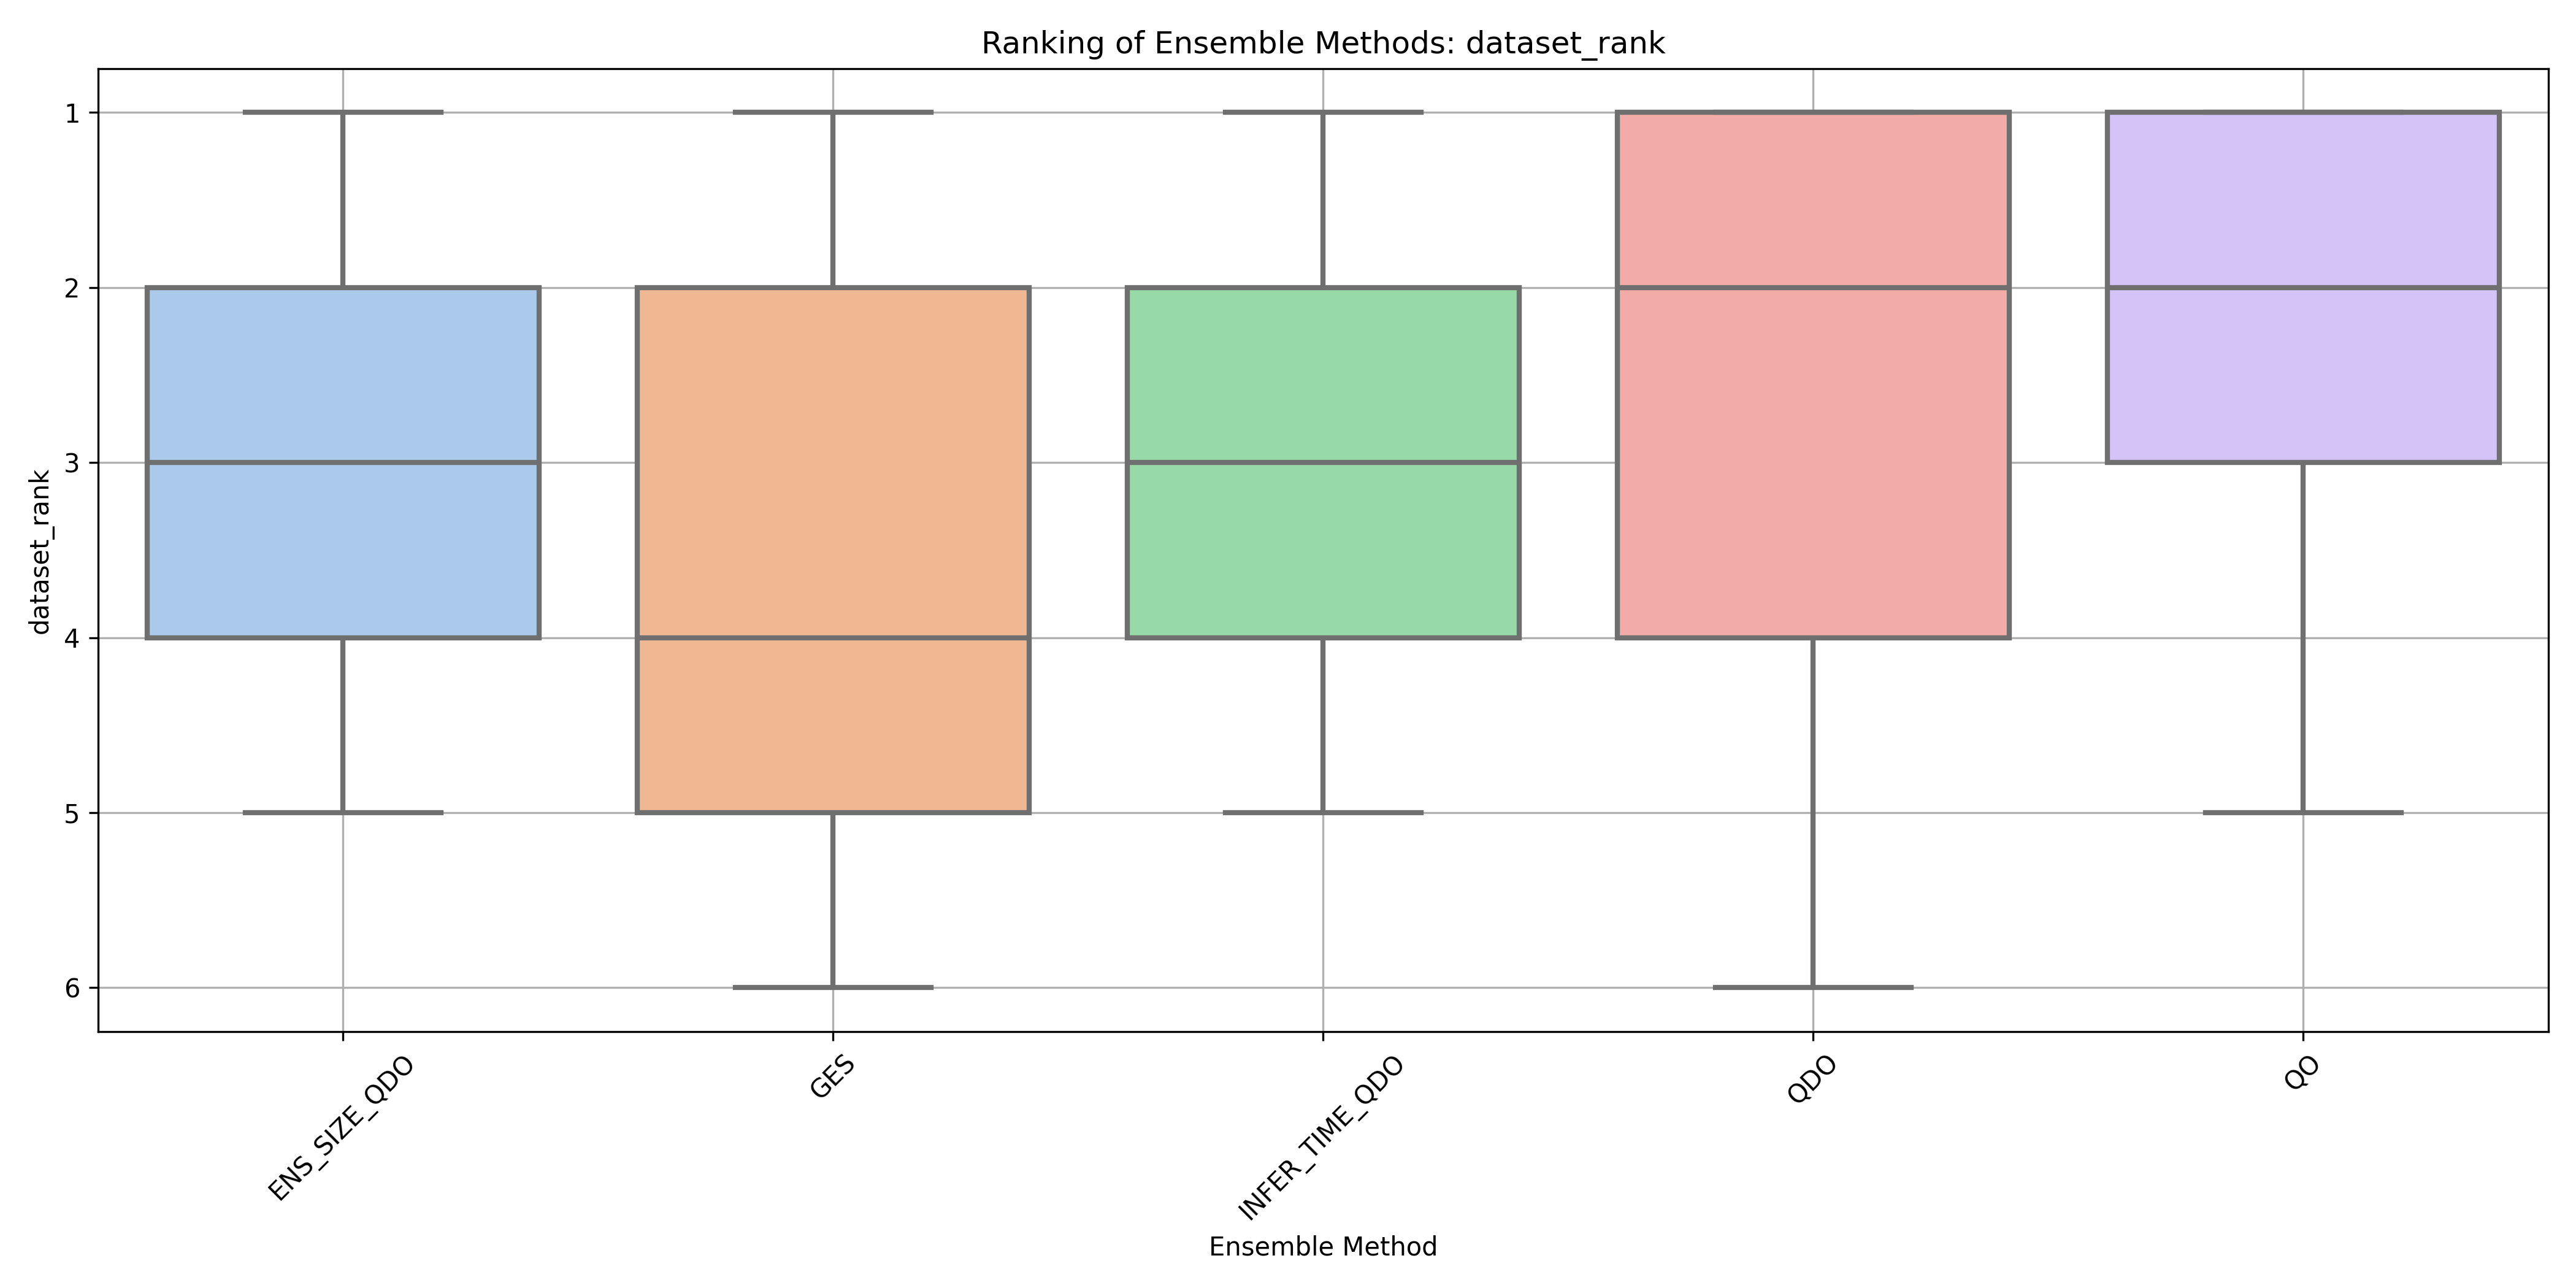 Ranking of Ensemble Methods: dataset_rank
dataset_rank
1
2
3
4
5
6
ENS_SIZE_QDO
GES
INFER_TIME_QDO
QDO
QO
Ensemble Method